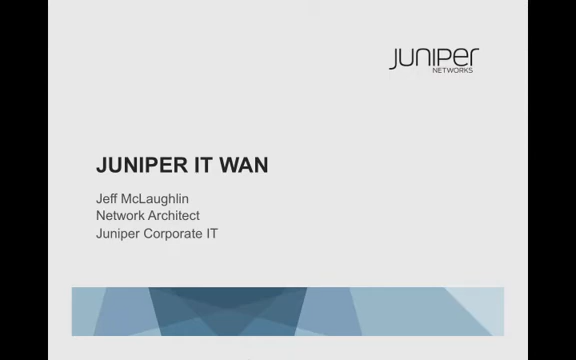 JUNIPER
NETWORKS
JUNIPER IT WAN
Jeff McLaughlin
Network Architect
Juniper Corporate IT